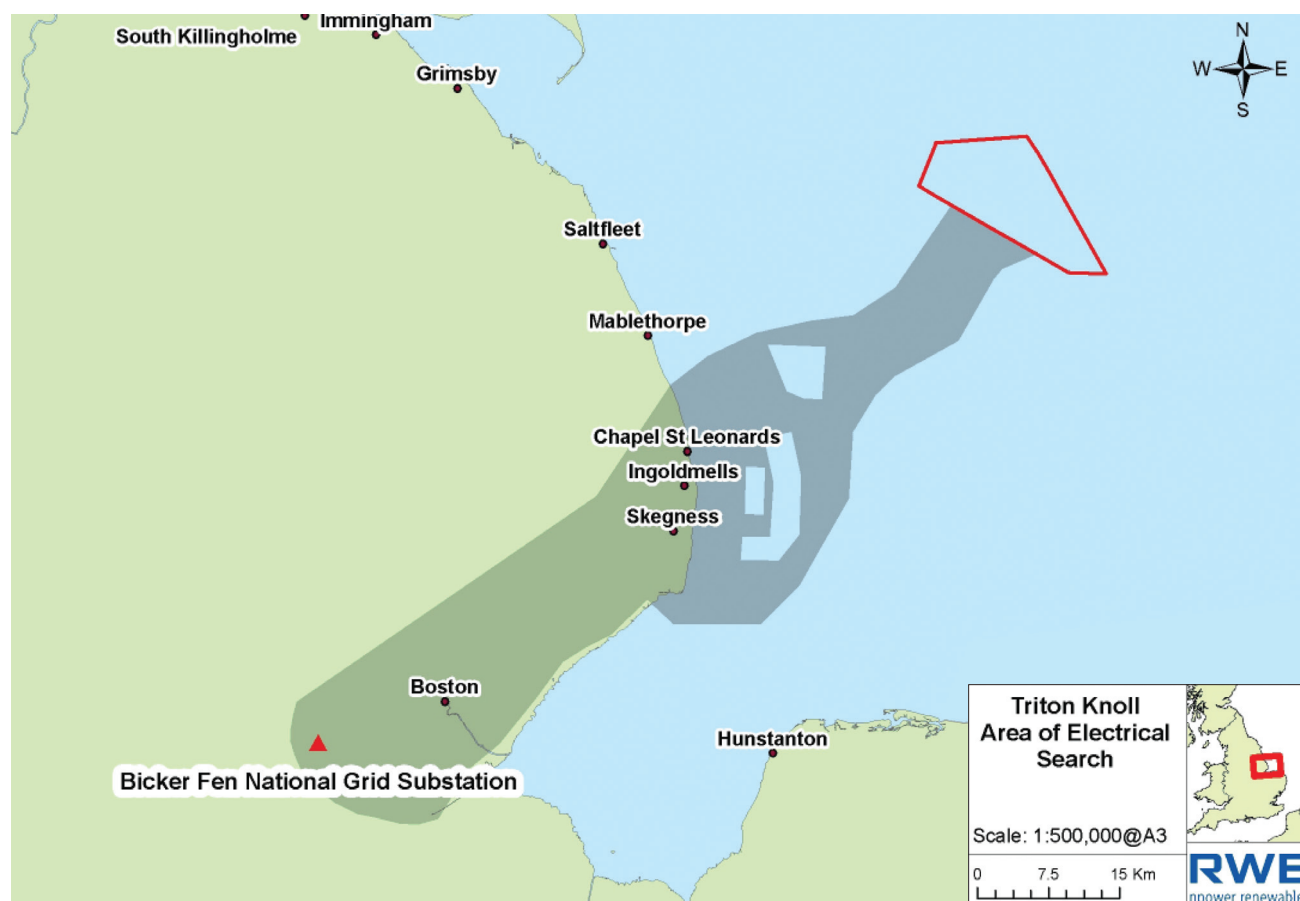 Immingham
South Killingholme
Grimsby
N
W E
S
Saltfleet
Mablethorpe
Chapel St Leonards
Ingoldmells
Skegness
Boston
Hunstanton
Bicker Fen National Grid Substation
Triton Knoll
Area of Electrical
Search
Scale: 1:500,000@A3
0 7.5 15 Km
RWE
npower renewable